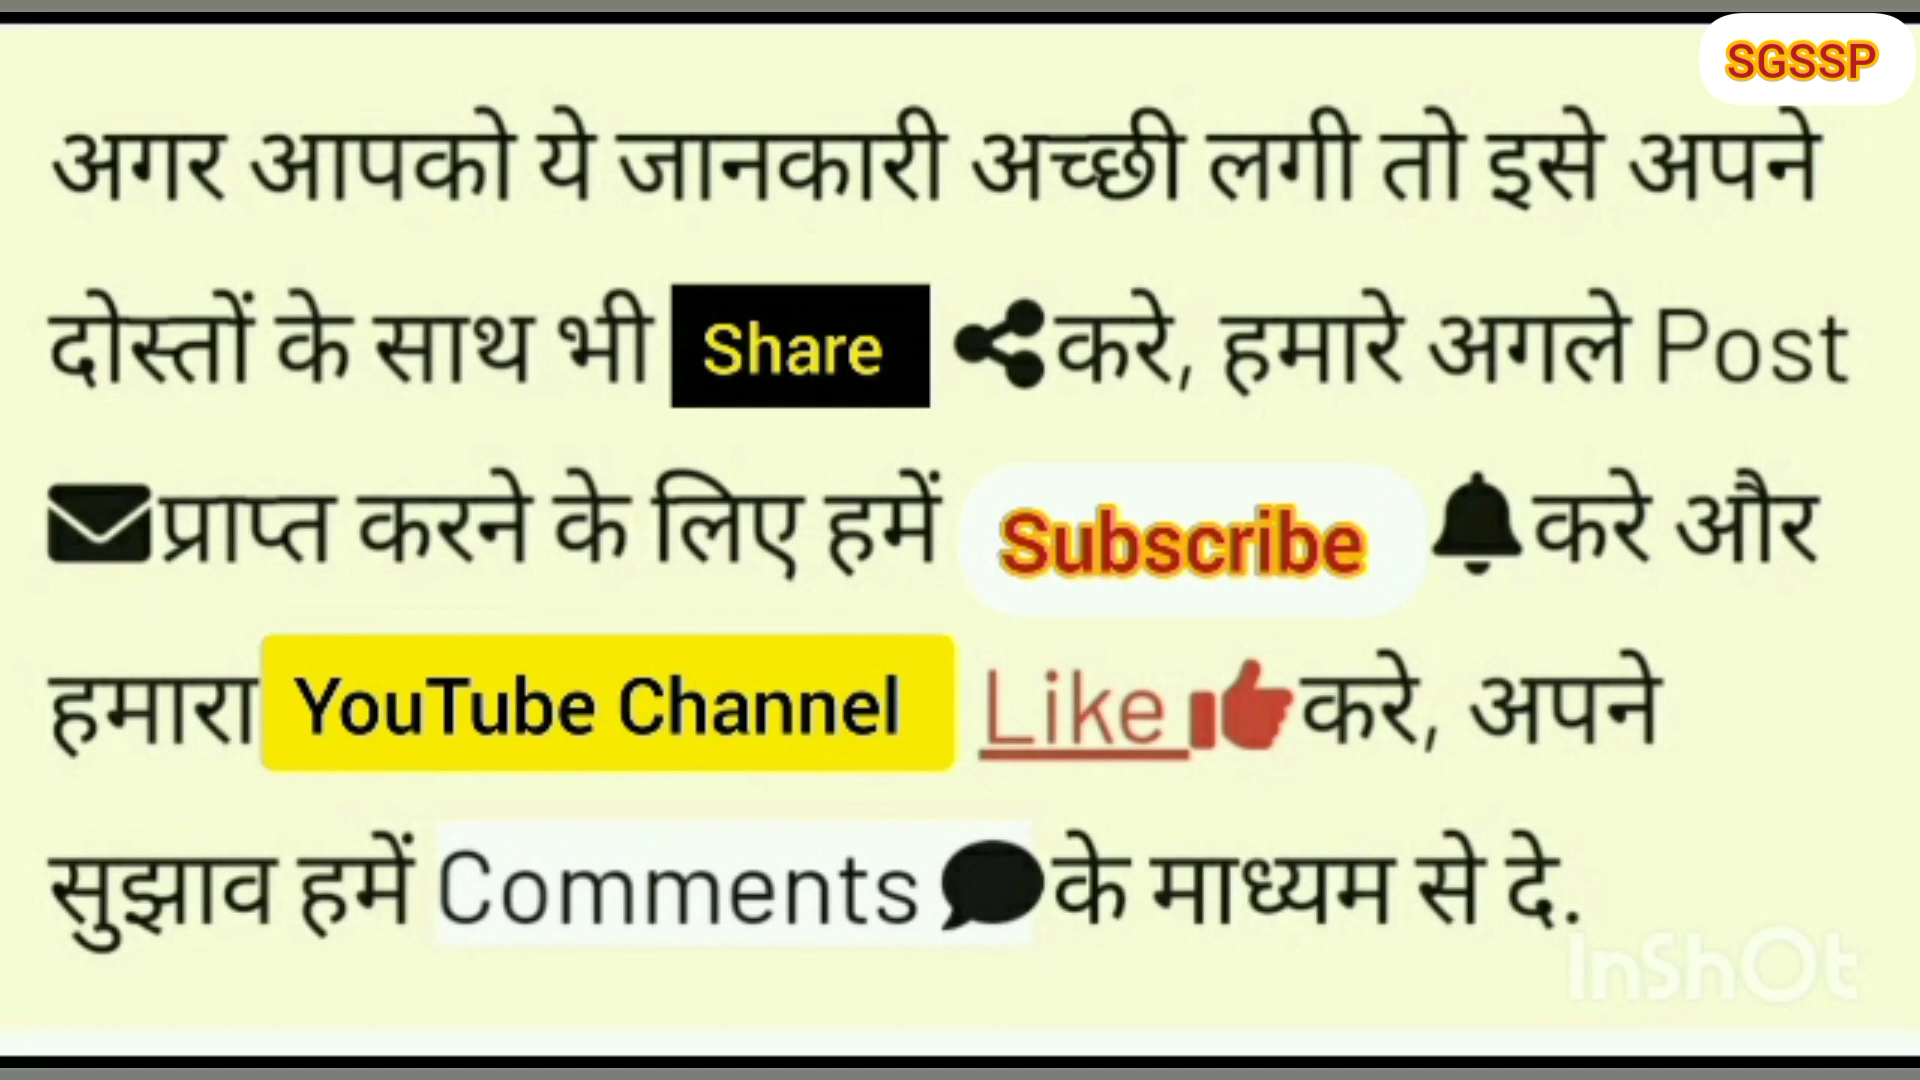 SGSSP
अगर आपको ये जानकारी अच्छी लगी तो इसे अपने
दोस्तों के साथ भी Share करे, हमारे अगले Post
प्राप्त करने के लिए हमें Subscribe करे और
हमारा YouTube Channel Like करे, अपने
सुझाव हमें Comments के माध्यम से दे.
InShOt